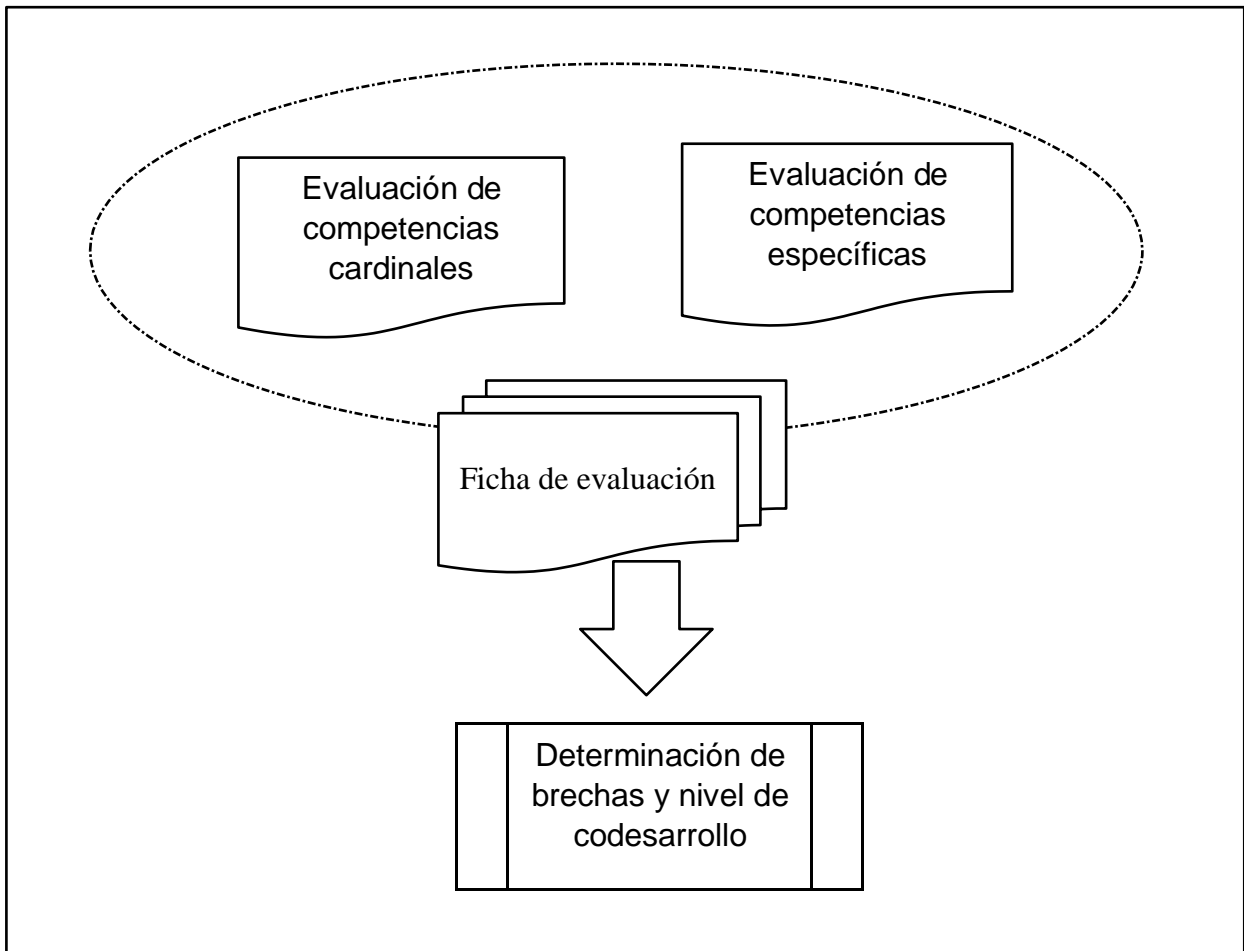 Evaluación de
competencias
cardinales
Evaluación de
competencias
específicas
Ficha de evaluación
Determinación de
brechas y nivel de
codesarrollo